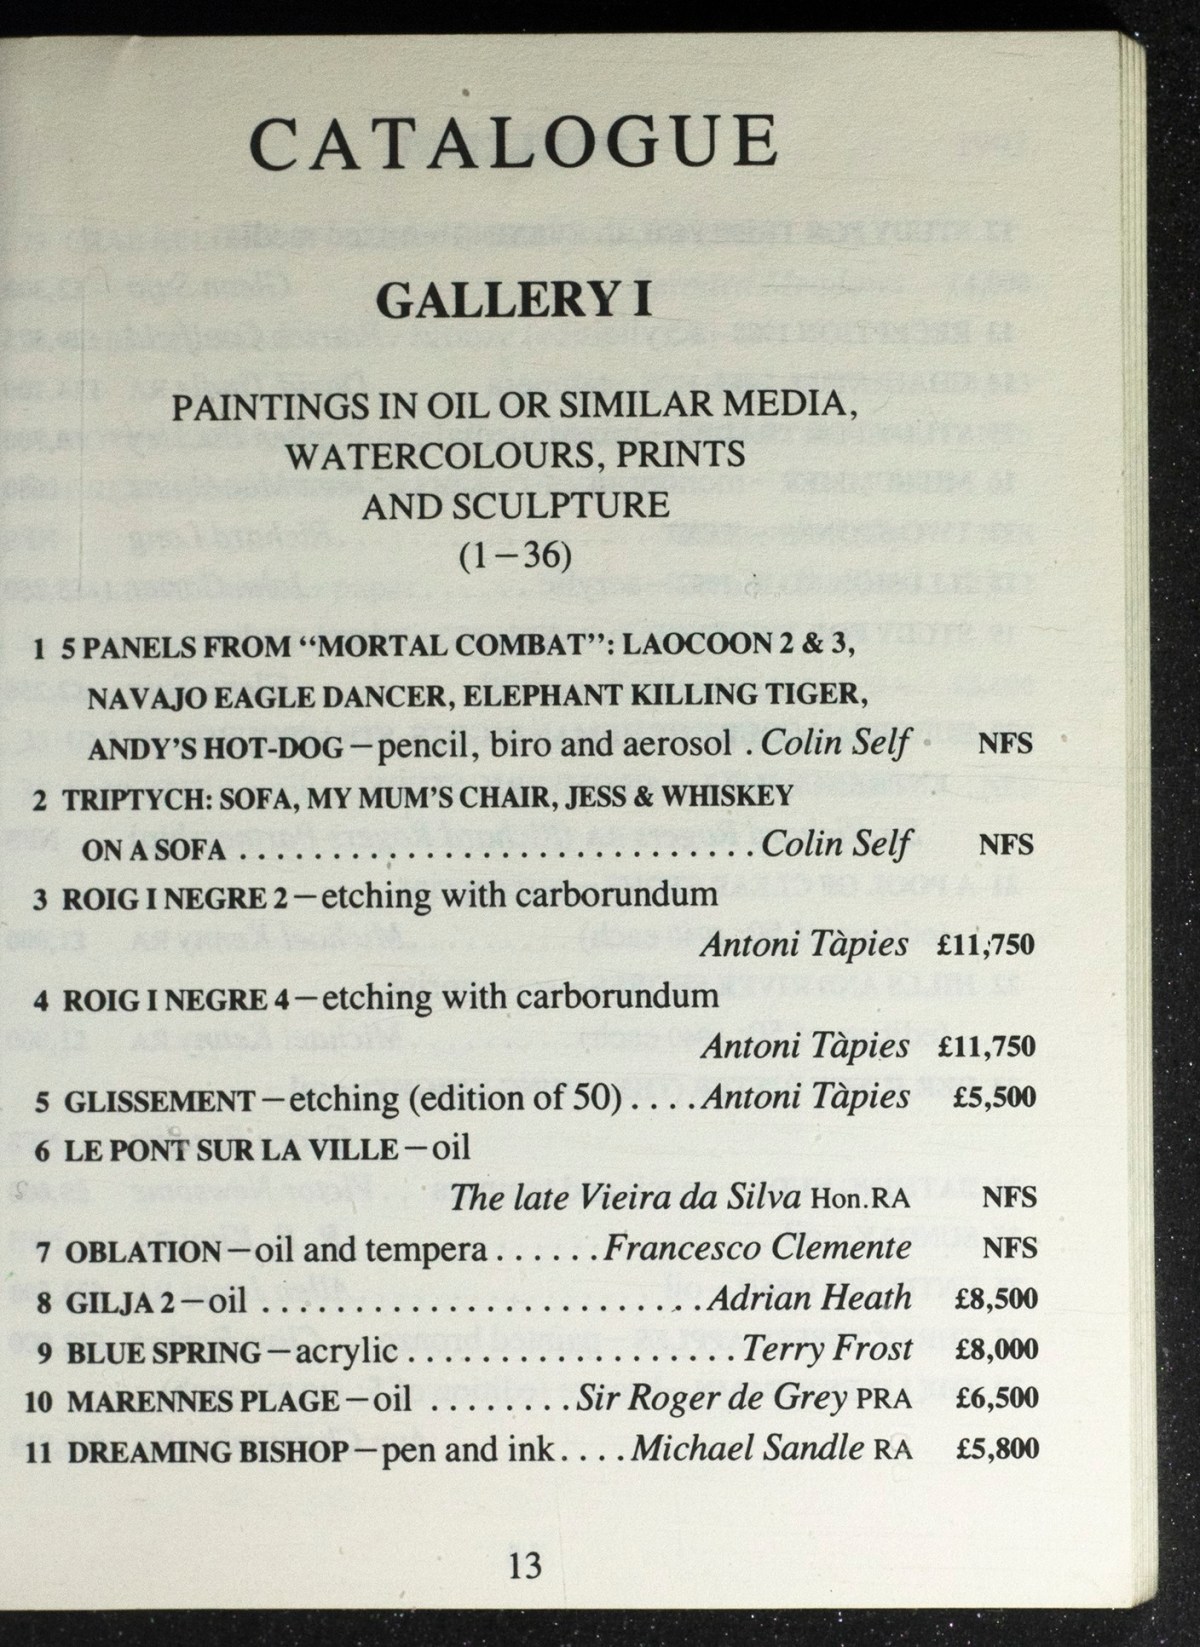 CATALOGUE
GALLERY I
PAINTINGS IN OIL OR SIMILAR MEDIA,
WATERCOLOURS, PRINTS
AND SCULPTURE
(1–36)
1 5 PANELS FROM “MORTAL COMBAT”: LAOCOON 2 & 3,
NAVAJO EAGLE DANCER, ELEPHANT KILLING TIGER,
ANDY’S HOT-DOG—pencil, biro and aerosol . Colin Self NFS
2 TRIPTYCH: SOFA, MY MUM’S CHAIR, JESS & WHISKEY
ON A SOFA .............................. Colin Self NFS
3 ROIG I NEGRE 2—etching with carborundum
Antoni Tàpies £11,750
4 ROIG I NEGRE 4—etching with carborundum
Antoni Tàpies £11,750
5 GLISSEMENT—etching (edition of 50) .... Antoni Tàpies £5,500
6 LE PONT SUR LA VILLE—oil
The late Vieira da Silva Hon.RA NFS
7 OBLATION—oil and tempera ...... Francesco Clemente NFS
8 GILJA 2—oil ......................... Adrian Heath £8,500
9 BLUE SPRING—acrylic ................... Terry Frost £8,000
10 MARENNES PLAGE—oil ........ Sir Roger de Grey PRA £6,500
11 DREAMING BISHOP—pen and ink .... Michael Sandle RA £5,800
13